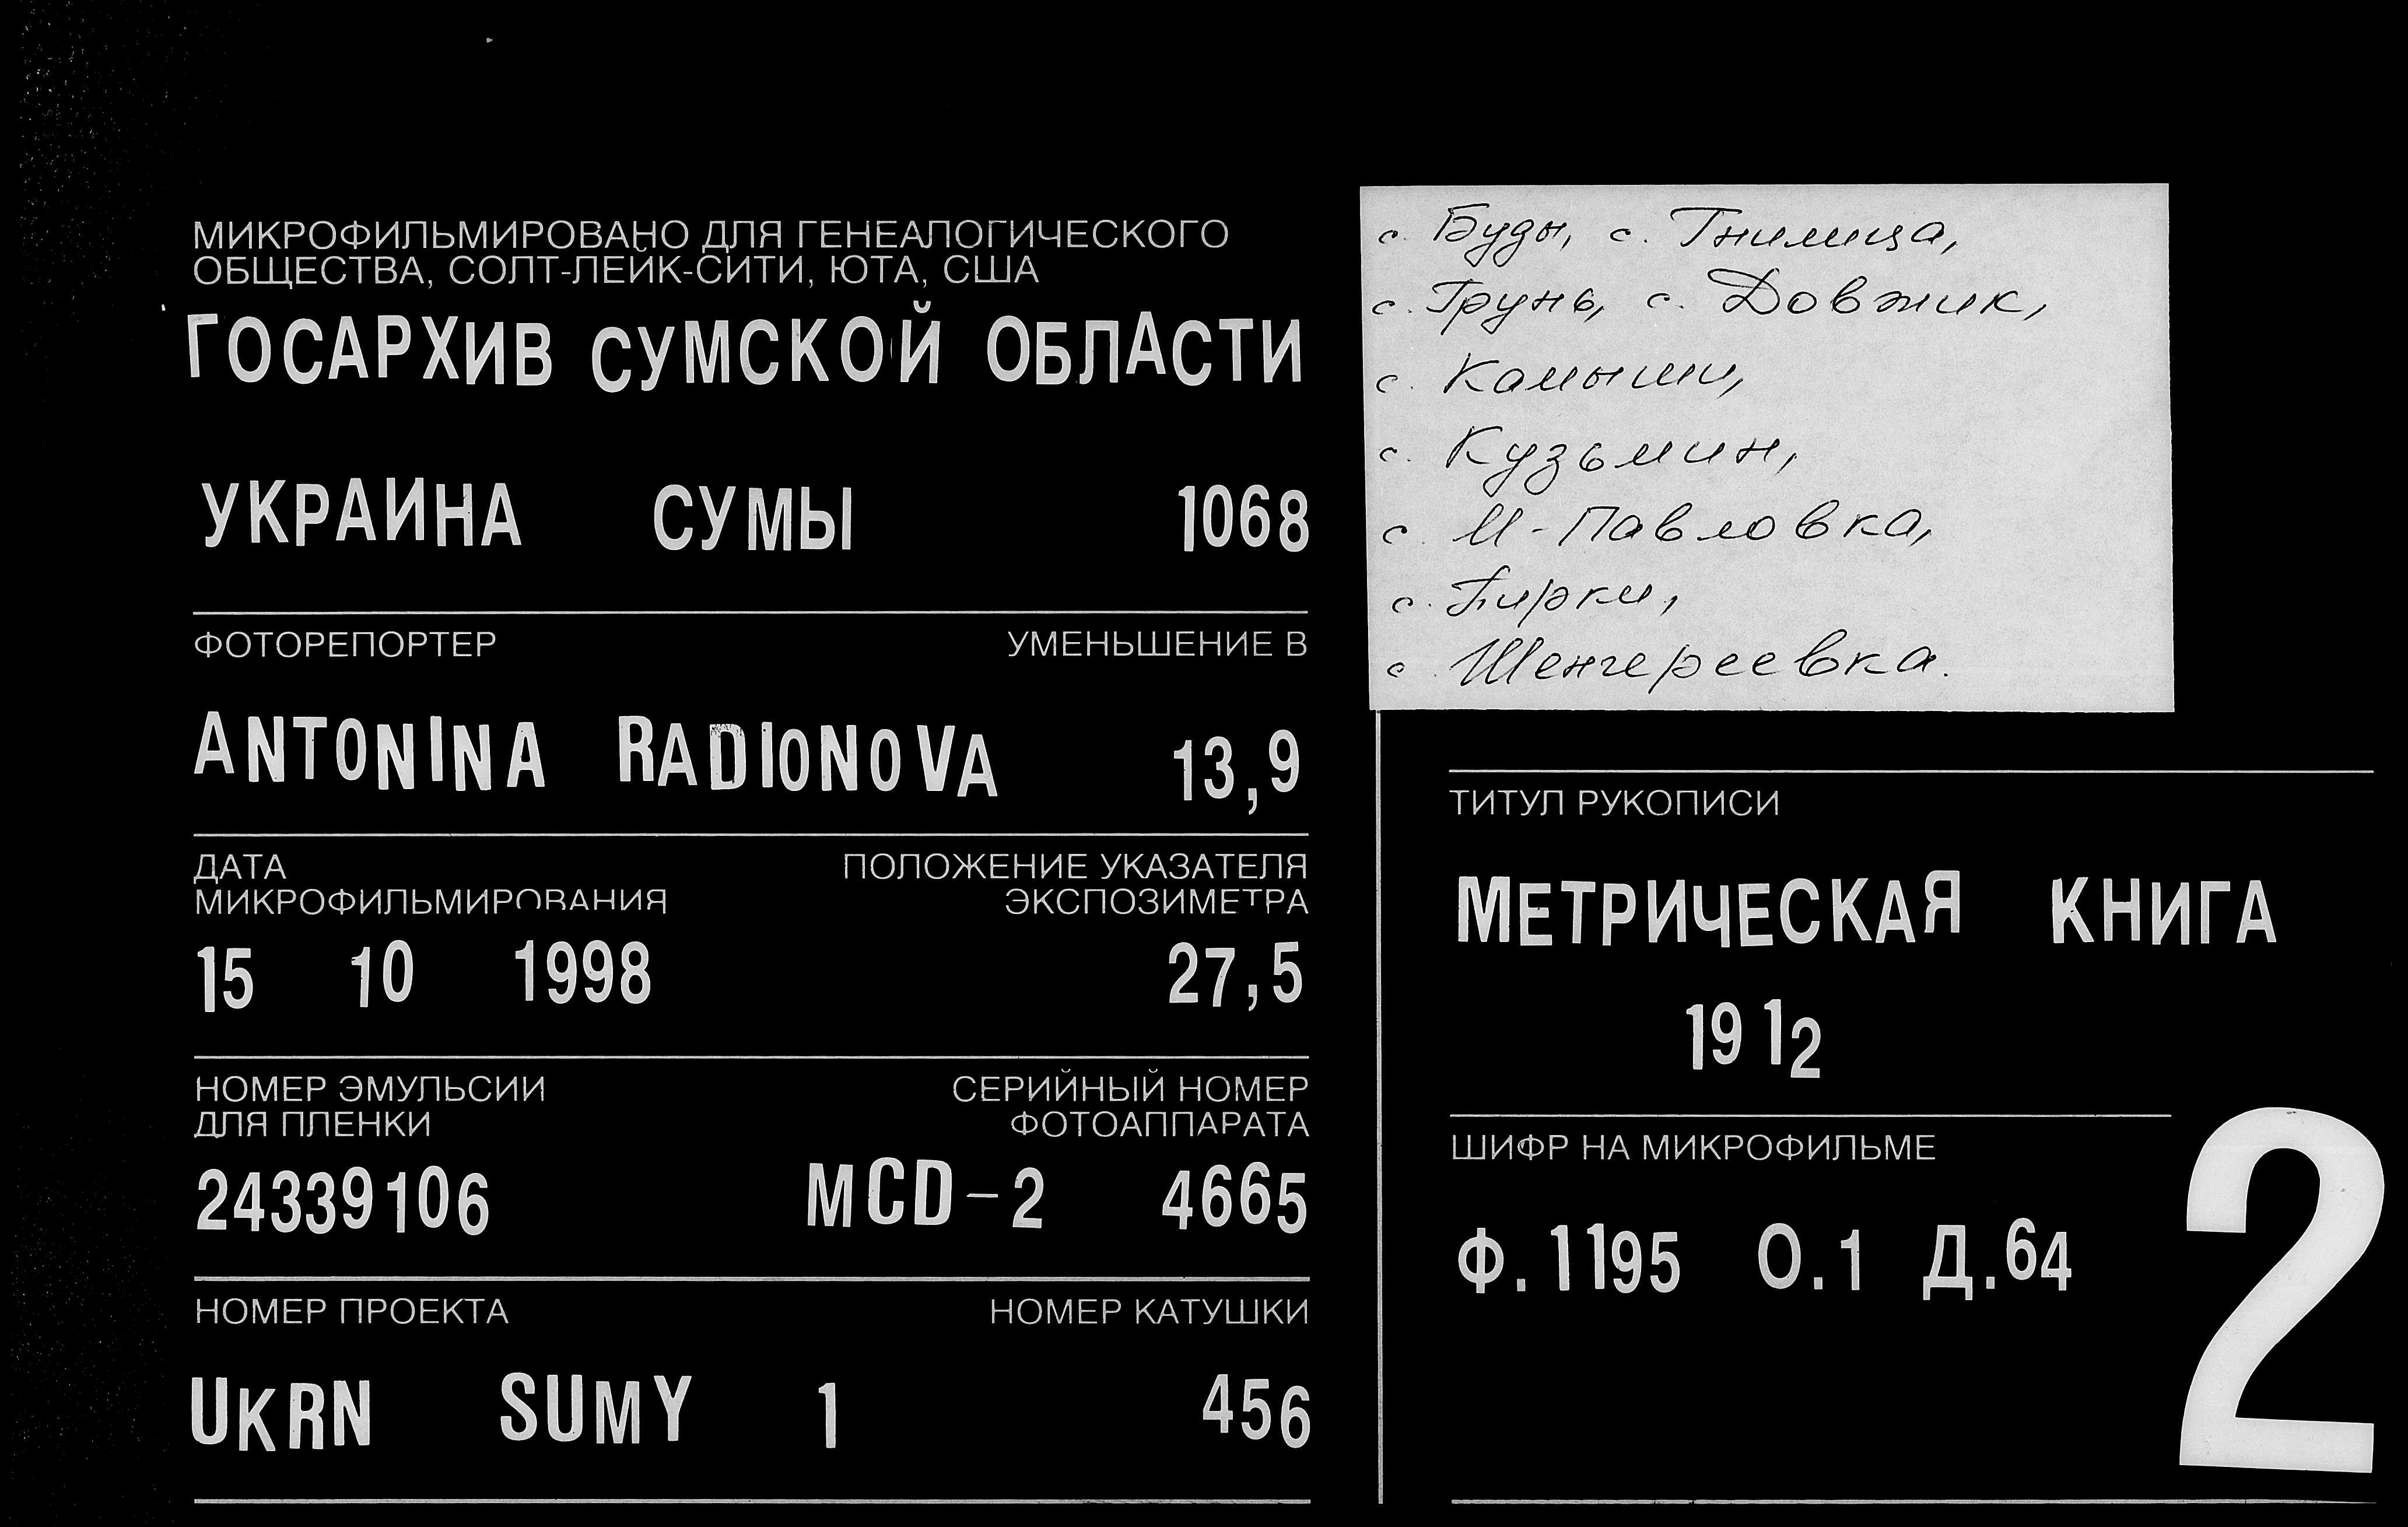 МИКРОФИЛЬМИРОВАНО ДЛЯ ГЕНЕАЛОГИЧЕСКОГО
ОБЩЕСТВА, СОЛТ-ЛЕЙК-СИТИ, ЮТА, США
ГОСАРХИВ СУМСКОЙ ОБЛАСТИ
УКРАИНА СУМЫ 1068
ФОТОРЕПОРТЕР УМЕНЬШЕНИЕ В
ANTONINA RADIONOVA 13,9
ДАТА
МИКРОФИЛЬМИРОВАНИЯ
ПОЛОЖЕНИЕ УКАЗАТЕЛЯ
ЭКСПОЗИМЕТРА
15 10 1998 27,5
НОМЕР ЭМУЛЬСИИ
ДЛЯ ПЛЕНКИ
СЕРИЙНЫЙ НОМЕР
ФОТОАППАРАТА
24339106 MCD-2 4665
НОМЕР ПРОЕКТА НОМЕР КАТУШКИ
UKRN SUMY 1 456
с. Буды, с. Гнилица,
с. Грунь, с. Довжик,
с. Камыши,
с. Кузьмин,
с. М-Павловка,
с. Пирки,
с. Шенгереевка.
ТИТУЛ РУКОПИСИ
МЕТРИЧЕСКАЯ КНИГА
1912
ШИФР НА МИКРОФИЛЬМЕ
Ф. 1195 О.1 Д.64
2